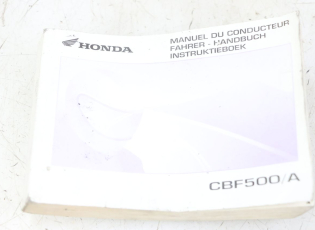 HONDA
MANUEL DU CONDUCTEUR
FAHRER - HANDBUCH
INSTRUKTIEBOEK
CBF500/A